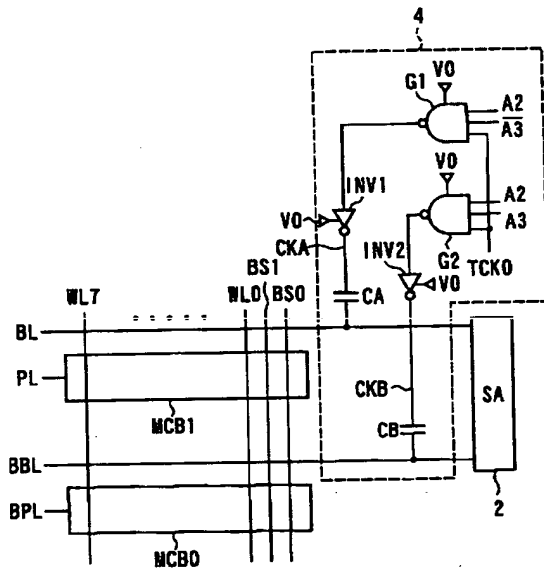 4
V0
G1
A2
A̅3̅
V0
INV1
A2
V0
A3
CKA
INV2
G2
TCK0
BS1
V0
WL7
WL0
BS0
CA
BL
PL
CKB
SA
MCB1
CB
BBL
BPL
2
MCB0